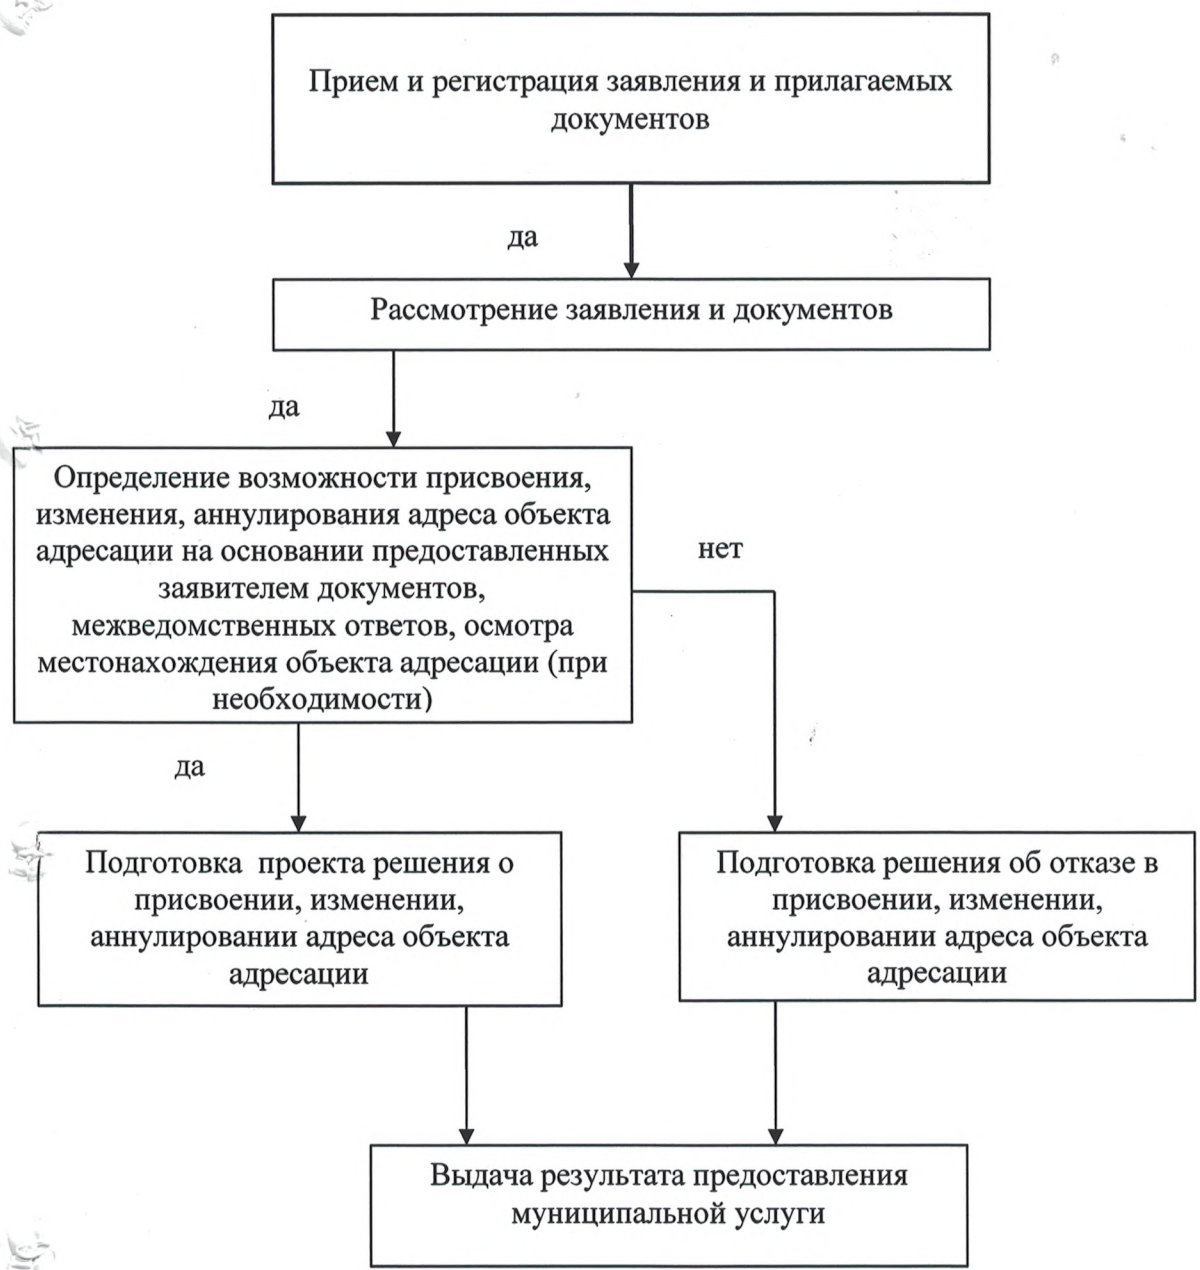 Прием и регистрация заявления и прилагаемых
документов
да
Рассмотрение заявления и документов
да
Определение возможности присвоения,
изменения, аннулирования адреса объекта
адресации на основании предоставленных
заявителем документов,
межведомственных ответов, осмотра
местонахождения объекта адресации (при
необходимости)
нет
да
Подготовка проекта решения о
присвоении, изменении,
аннулировании адреса объекта
адресации
Подготовка решения об отказе в
присвоении, изменении,
аннулировании адреса объекта
адресации
Выдача результата предоставления
муниципальной услуги